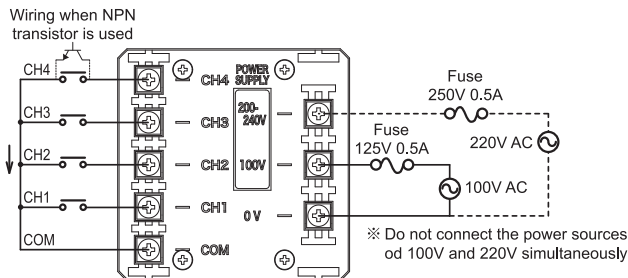 Wiring when NPN
transistor is used
CH4
CH3
CH2
CH1
COM
CH4
CH3
CH2
CH1
COM
POWER
SUPPLY
200-
240V
100V
0 V
Fuse
250V 0.5A
Fuse
125V 0.5A
220V AC
100V AC
※ Do not connect the power sources
od 100V and 220V simultaneously